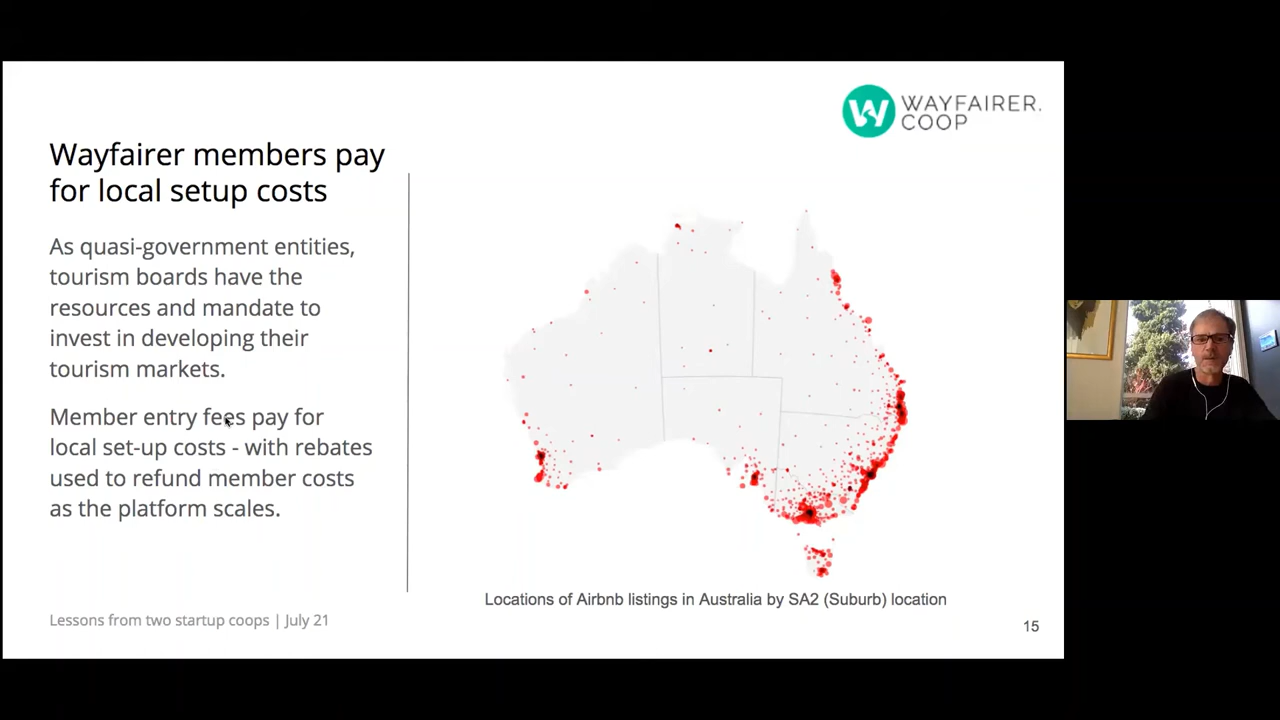 WAYFAIRER.
COOP
Wayfairer members pay
for local setup costs
As quasi-government entities,
tourism boards have the
resources and mandate to
invest in developing their
tourism markets.
Member entry fees pay for
local set-up costs - with rebates
used to refund member costs
as the platform scales.
Locations of Airbnb listings in Australia by SA2 (Suburb) location
Lessons from two startup coops | July 21
15